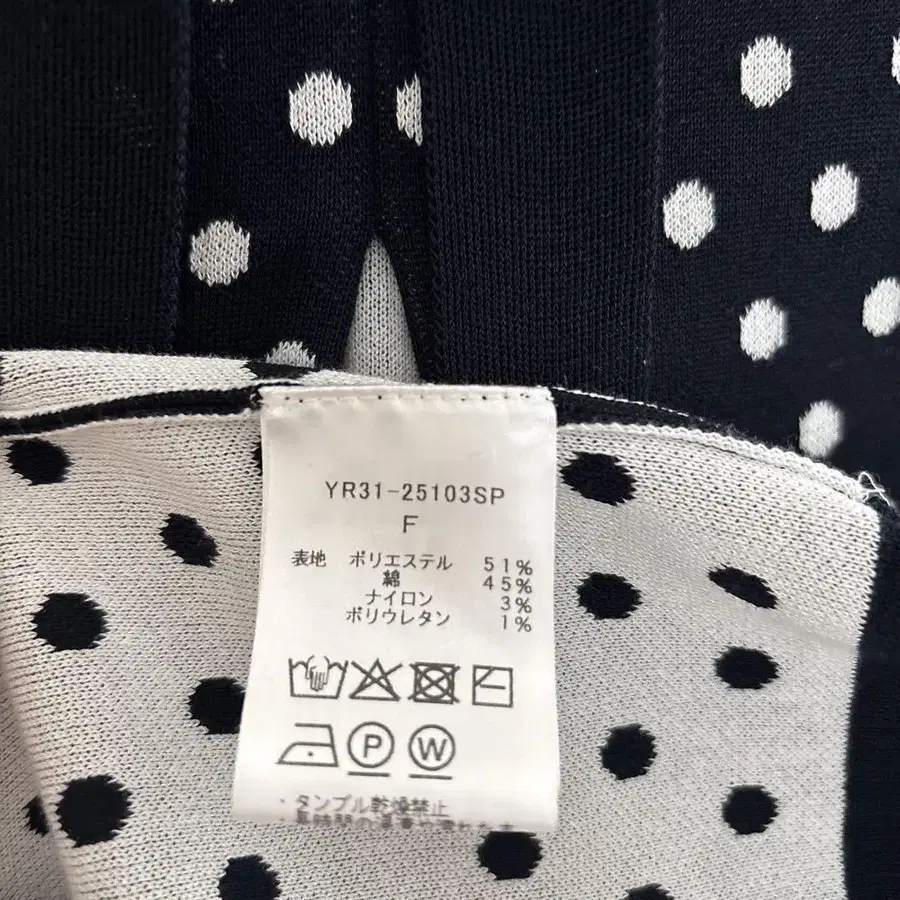 YR31-25103SP
F
表地 ポリエステル 51%
綿 45%
ナイロン 3%
ポリウレタン 1%
P W
・タンブル乾燥禁止